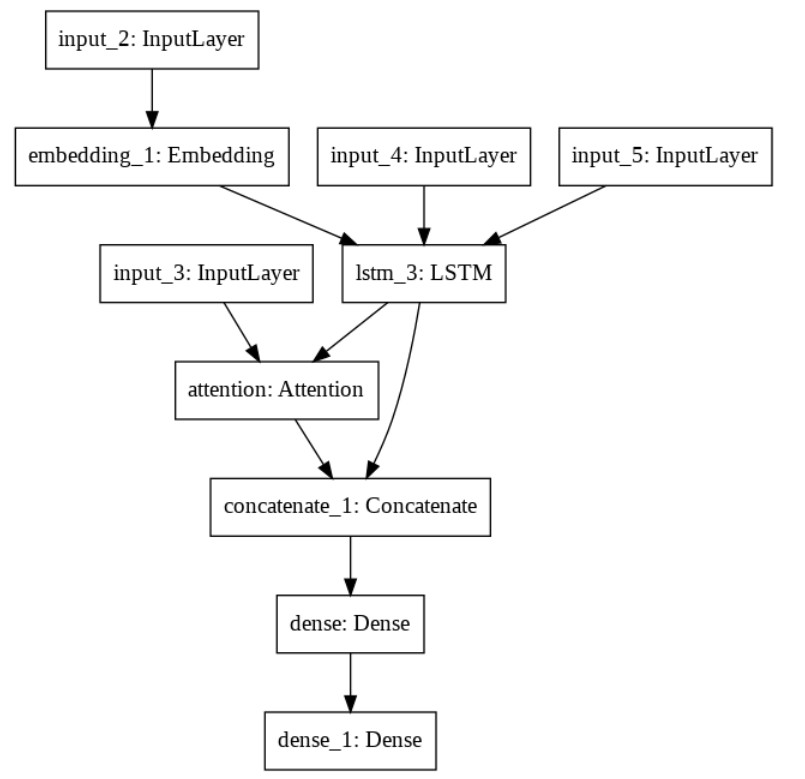 input_2: InputLayer
embedding_1: Embedding
input_4: InputLayer
input_5: InputLayer
input_3: InputLayer
lstm_3: LSTM
attention: Attention
concatenate_1: Concatenate
dense: Dense
dense_1: Dense